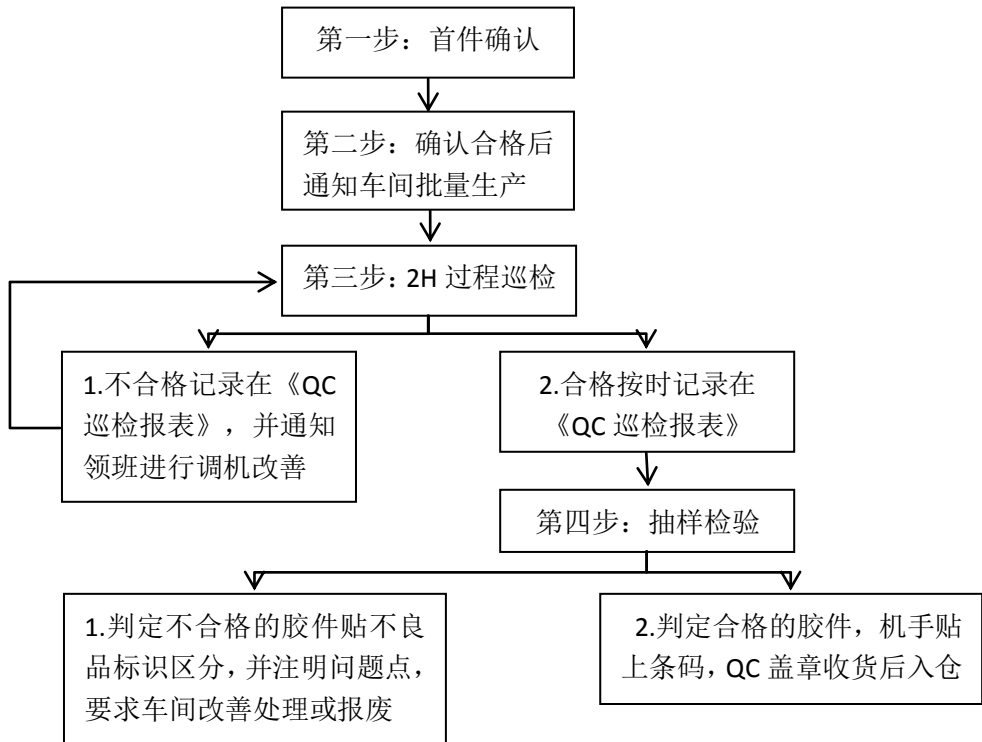 第一步：首件确认
第二步：确认合格后
通知车间批量生产
第三步：2H 过程巡检
1.不合格记录在《QC
巡检报表》，并通知
领班进行调机改善
2.合格按时记录在
《QC 巡检报表》
第四步：抽样检验
1.判定不合格的胶件贴不良
品标识区分，并注明问题点，
要求车间改善处理或报废
2.判定合格的胶件，机手贴
上条码，QC 盖章收货后入仓